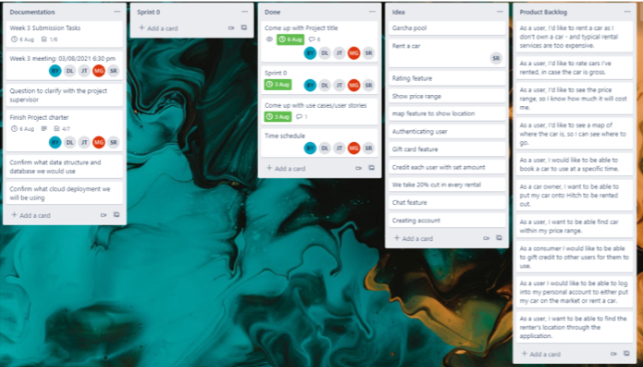 Documentation
Week 3 Submission Tasks
6 Aug 1/6
Week 3 meeting: 03/08/2021 6:30 pm
DL JT MG SR
Question to clarify with the project
supervisor
Finish Project charter
6 Aug 4/7
DL JT MG SR
Confirm what data structure and
database we would use
Confirm what cloud deployment we
will be using
+ Add a card
Sprint 0
+ Add a card
Done
Come up with Project title
6 Aug
DL JT MG SR
Sprint 0
5 Aug
DL JT MG SR
Come up with use cases/user stories
5 Aug 1
Time schedule
DL JT MG SR
+ Add a card
Idea
Garcha pool
Rent a car
SR
Rating feature
Show price range
map feature to show location
Authenticating user
Gift card feature
Credit each user with set amount
We take 20% cut in every rental
Chat feature
Creating account
+ Add a card
Product Backlog
As a user, I'd like to rent a car as I
don't own a car - and typical rental
services are too expensive.
As a user, I'd like to rate cars I've
rented, in case the car is gross.
As a user, I'd like to see the price
range, so I know how much it will cost
me.
As a user, I'd like to see a map of
where the car is, so I can see where to
go.
As a user, I would like to be able to
book a car to use at a specific time.
As a car owner, I want to be able to
put my car onto Hitch to be rented
out.
As a user, I want to be able find car
within my price range.
As a consumer I would like to be able
to gift credit to other users for them to
use.
As a user I would like to be able to log
into my personal account to either put
my car on the market or rent a car.
As a user, I want to be able to find the
renter's location through the
application.
+ Add a card